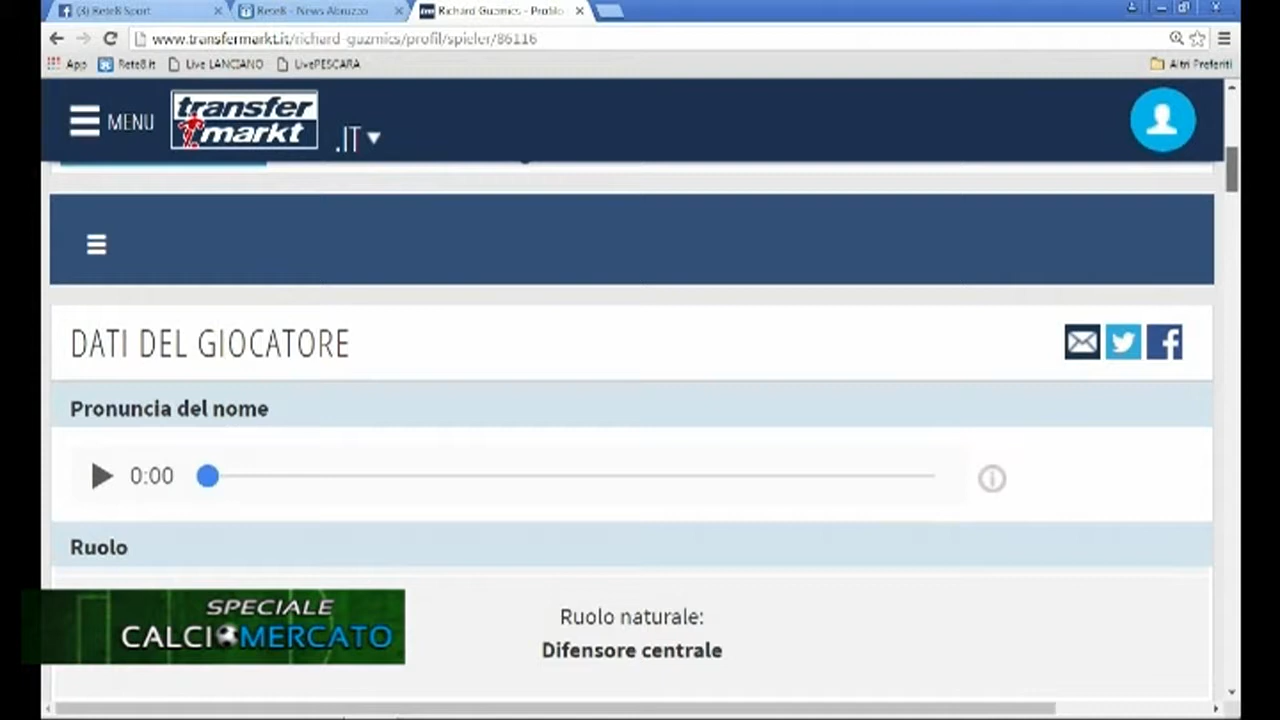 (3) Rete8 Sport
Rete8 - News Abruzzo
Richard Guzmics - Profilo
www.transfermarkt.it/richard-guzmics/profil/spieler/86116
App
Rete8.it
Live LANCIANO
LivePESCARA
Altri Preferiti
MENU
transfer
markt
.IT
DATI DEL GIOCATORE
Pronuncia del nome
0:00
Ruolo
Ruolo naturale:
Difensore centrale
SPECIALE
CALCIOMERCATO